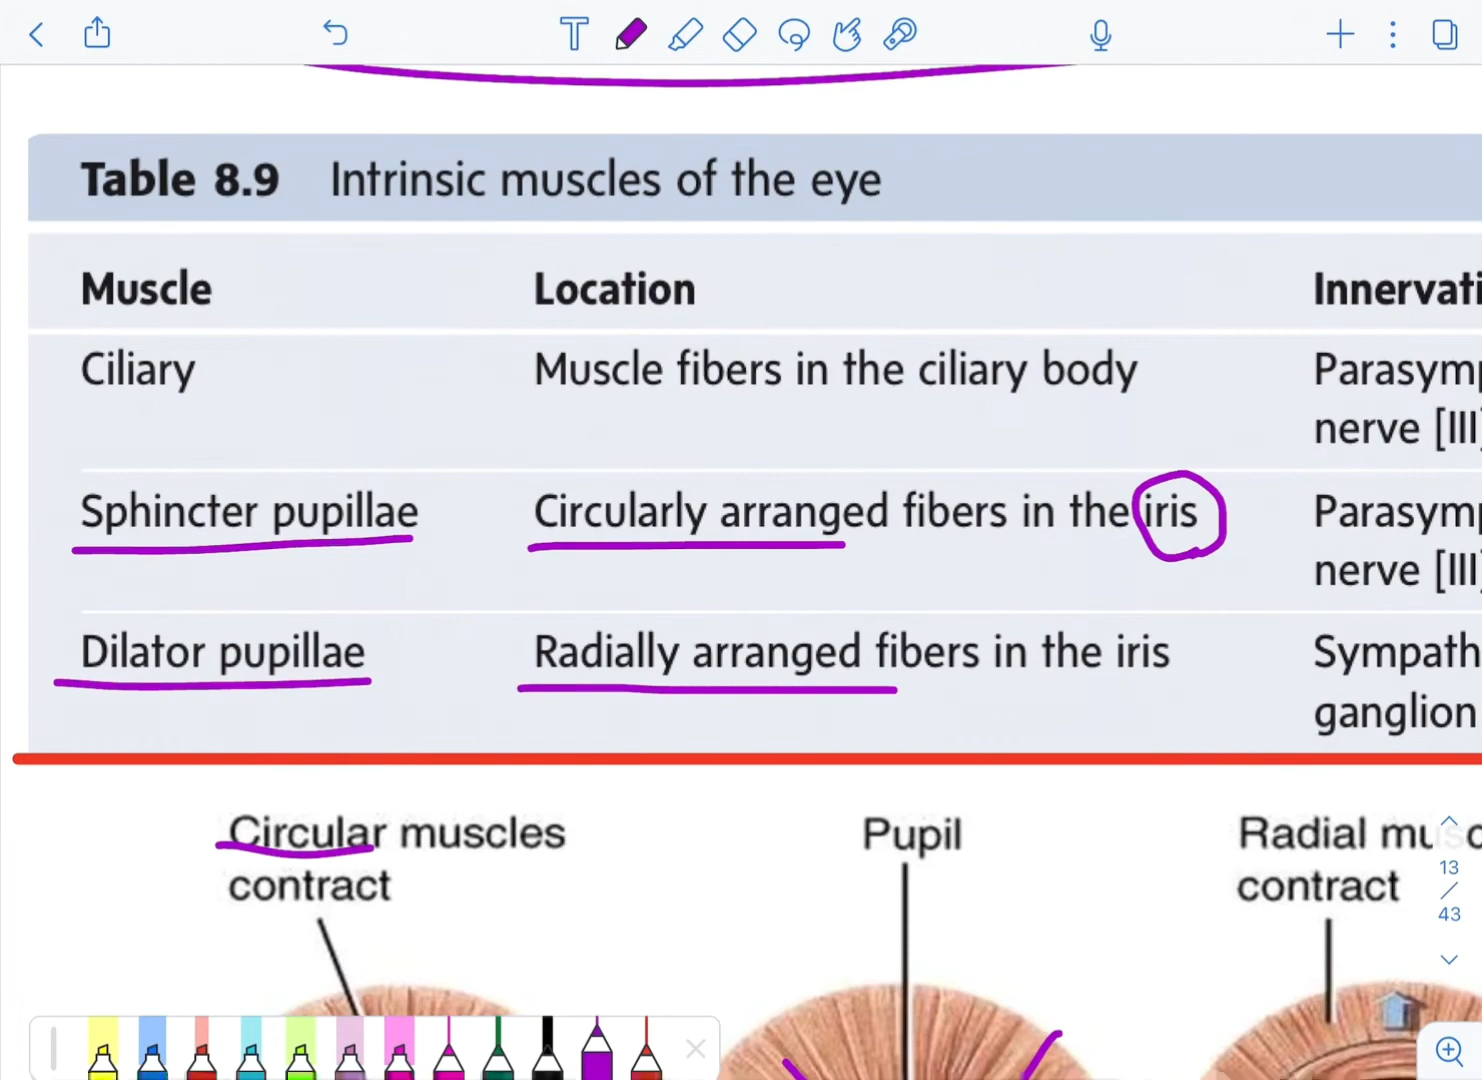 Table 8.9 Intrinsic muscles of the eye
Muscle Location Innervati
Ciliary Muscle fibers in the ciliary body Parasymp
nerve [III]
Sphincter pupillae Circularly arranged fibers in the iris Parasymp
nerve [III]
Dilator pupillae Radially arranged fibers in the iris Sympath
ganglion
Circular muscles
contract
Pupil
Radial musc
contract
13
/
43